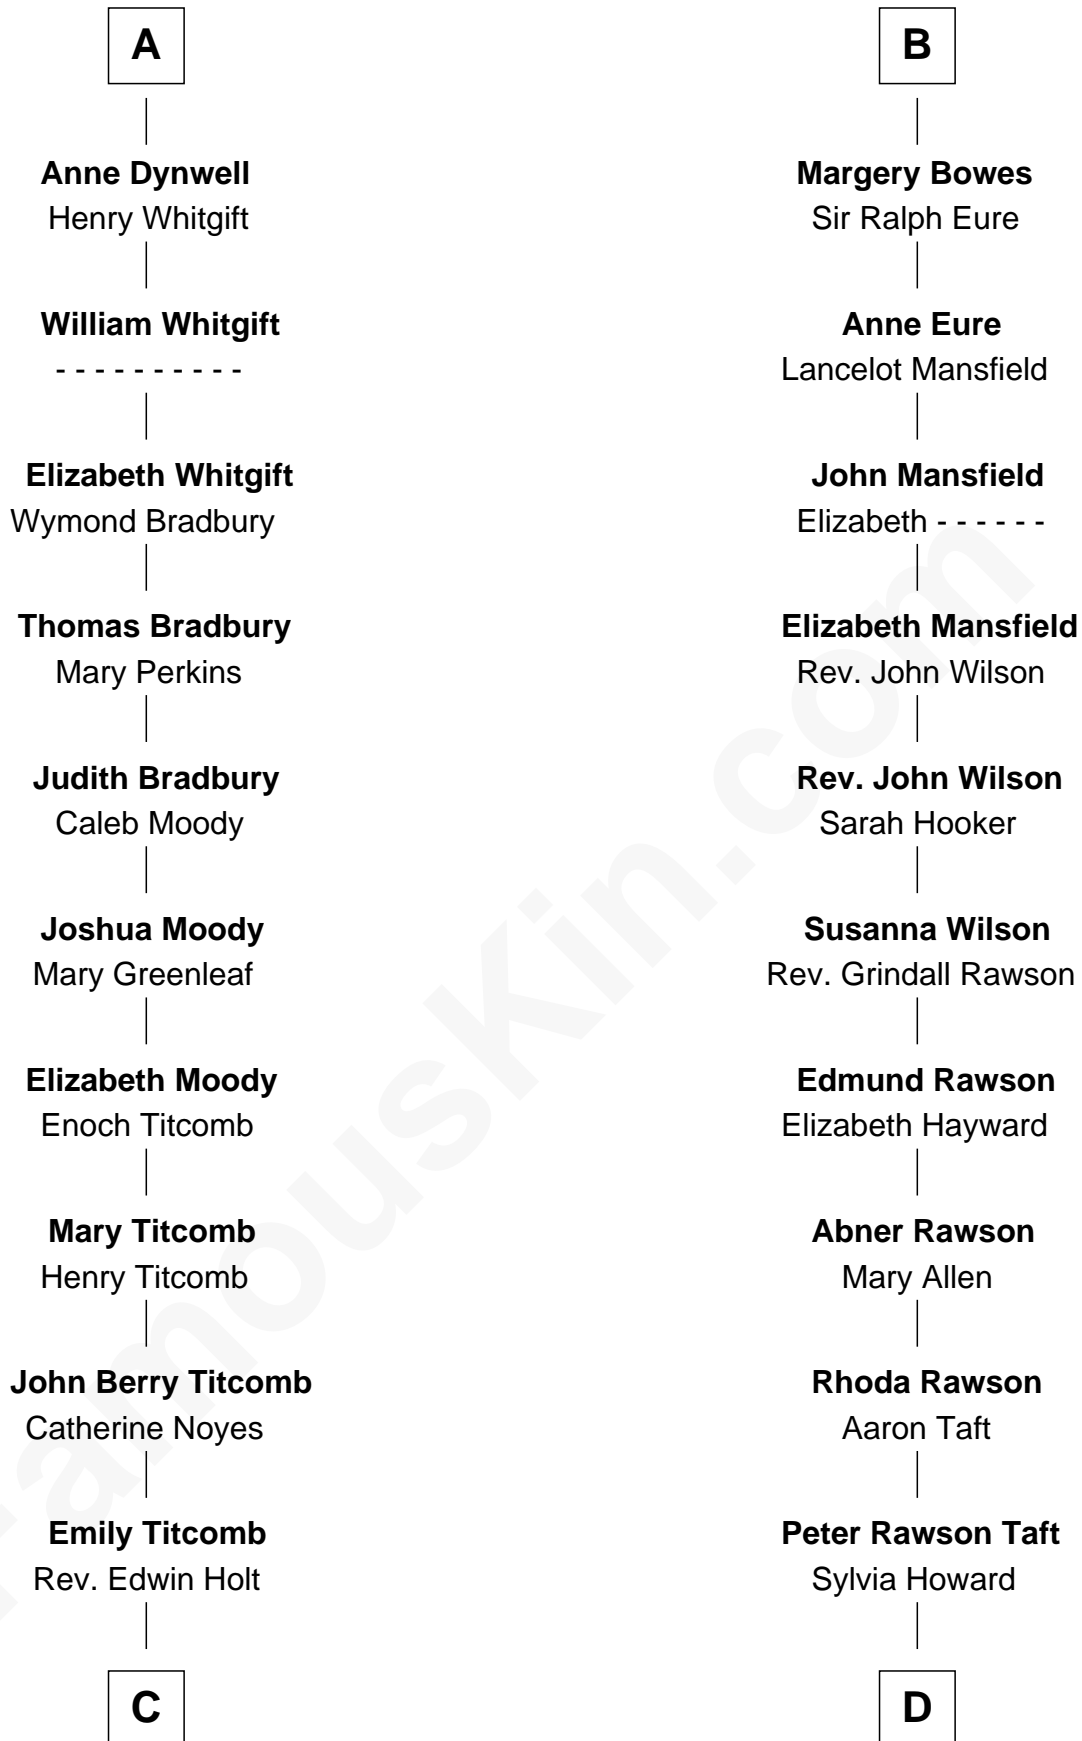 A
Anne Dynwell
Henry Whitgift
William Whitgift
- - - - - - - - - -
Elizabeth Whitgift
Wymond Bradbury
Thomas Bradbury
Mary Perkins
Judith Bradbury
Caleb Moody
Joshua Moody
Mary Greenleaf
Elizabeth Moody
Enoch Titcomb
Mary Titcomb
Henry Titcomb
John Berry Titcomb
Catherine Noyes
Emily Titcomb
Rev. Edwin Holt
C
B
Margery Bowes
Sir Ralph Eure
Anne Eure
Lancelot Mansfield
John Mansfield
Elizabeth - - - - - -
Elizabeth Mansfield
Rev. John Wilson
Rev. John Wilson
Sarah Hooker
Susanna Wilson
Rev. Grindall Rawson
Edmund Rawson
Elizabeth Hayward
Abner Rawson
Mary Allen
Rhoda Rawson
Aaron Taft
Peter Rawson Taft
Sylvia Howard
D
FamousKin.com